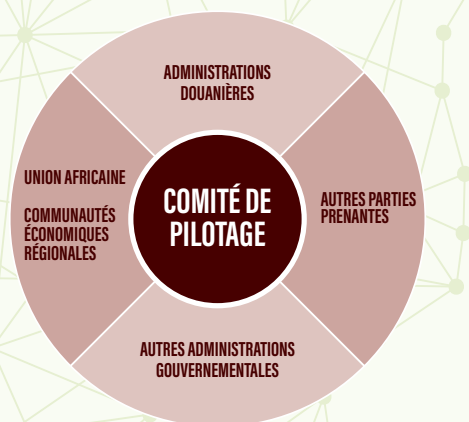 ADMINISTRATIONS
DOUANIÈRES
UNION AFRICAINE
COMMUNAUTÉS
ÉCONOMIQUES
RÉGIONALES
COMITÉ DE
PILOTAGE
AUTRES PARTIES
PRENANTES
AUTRES ADMINISTRATIONS
GOUVERNEMENTALES